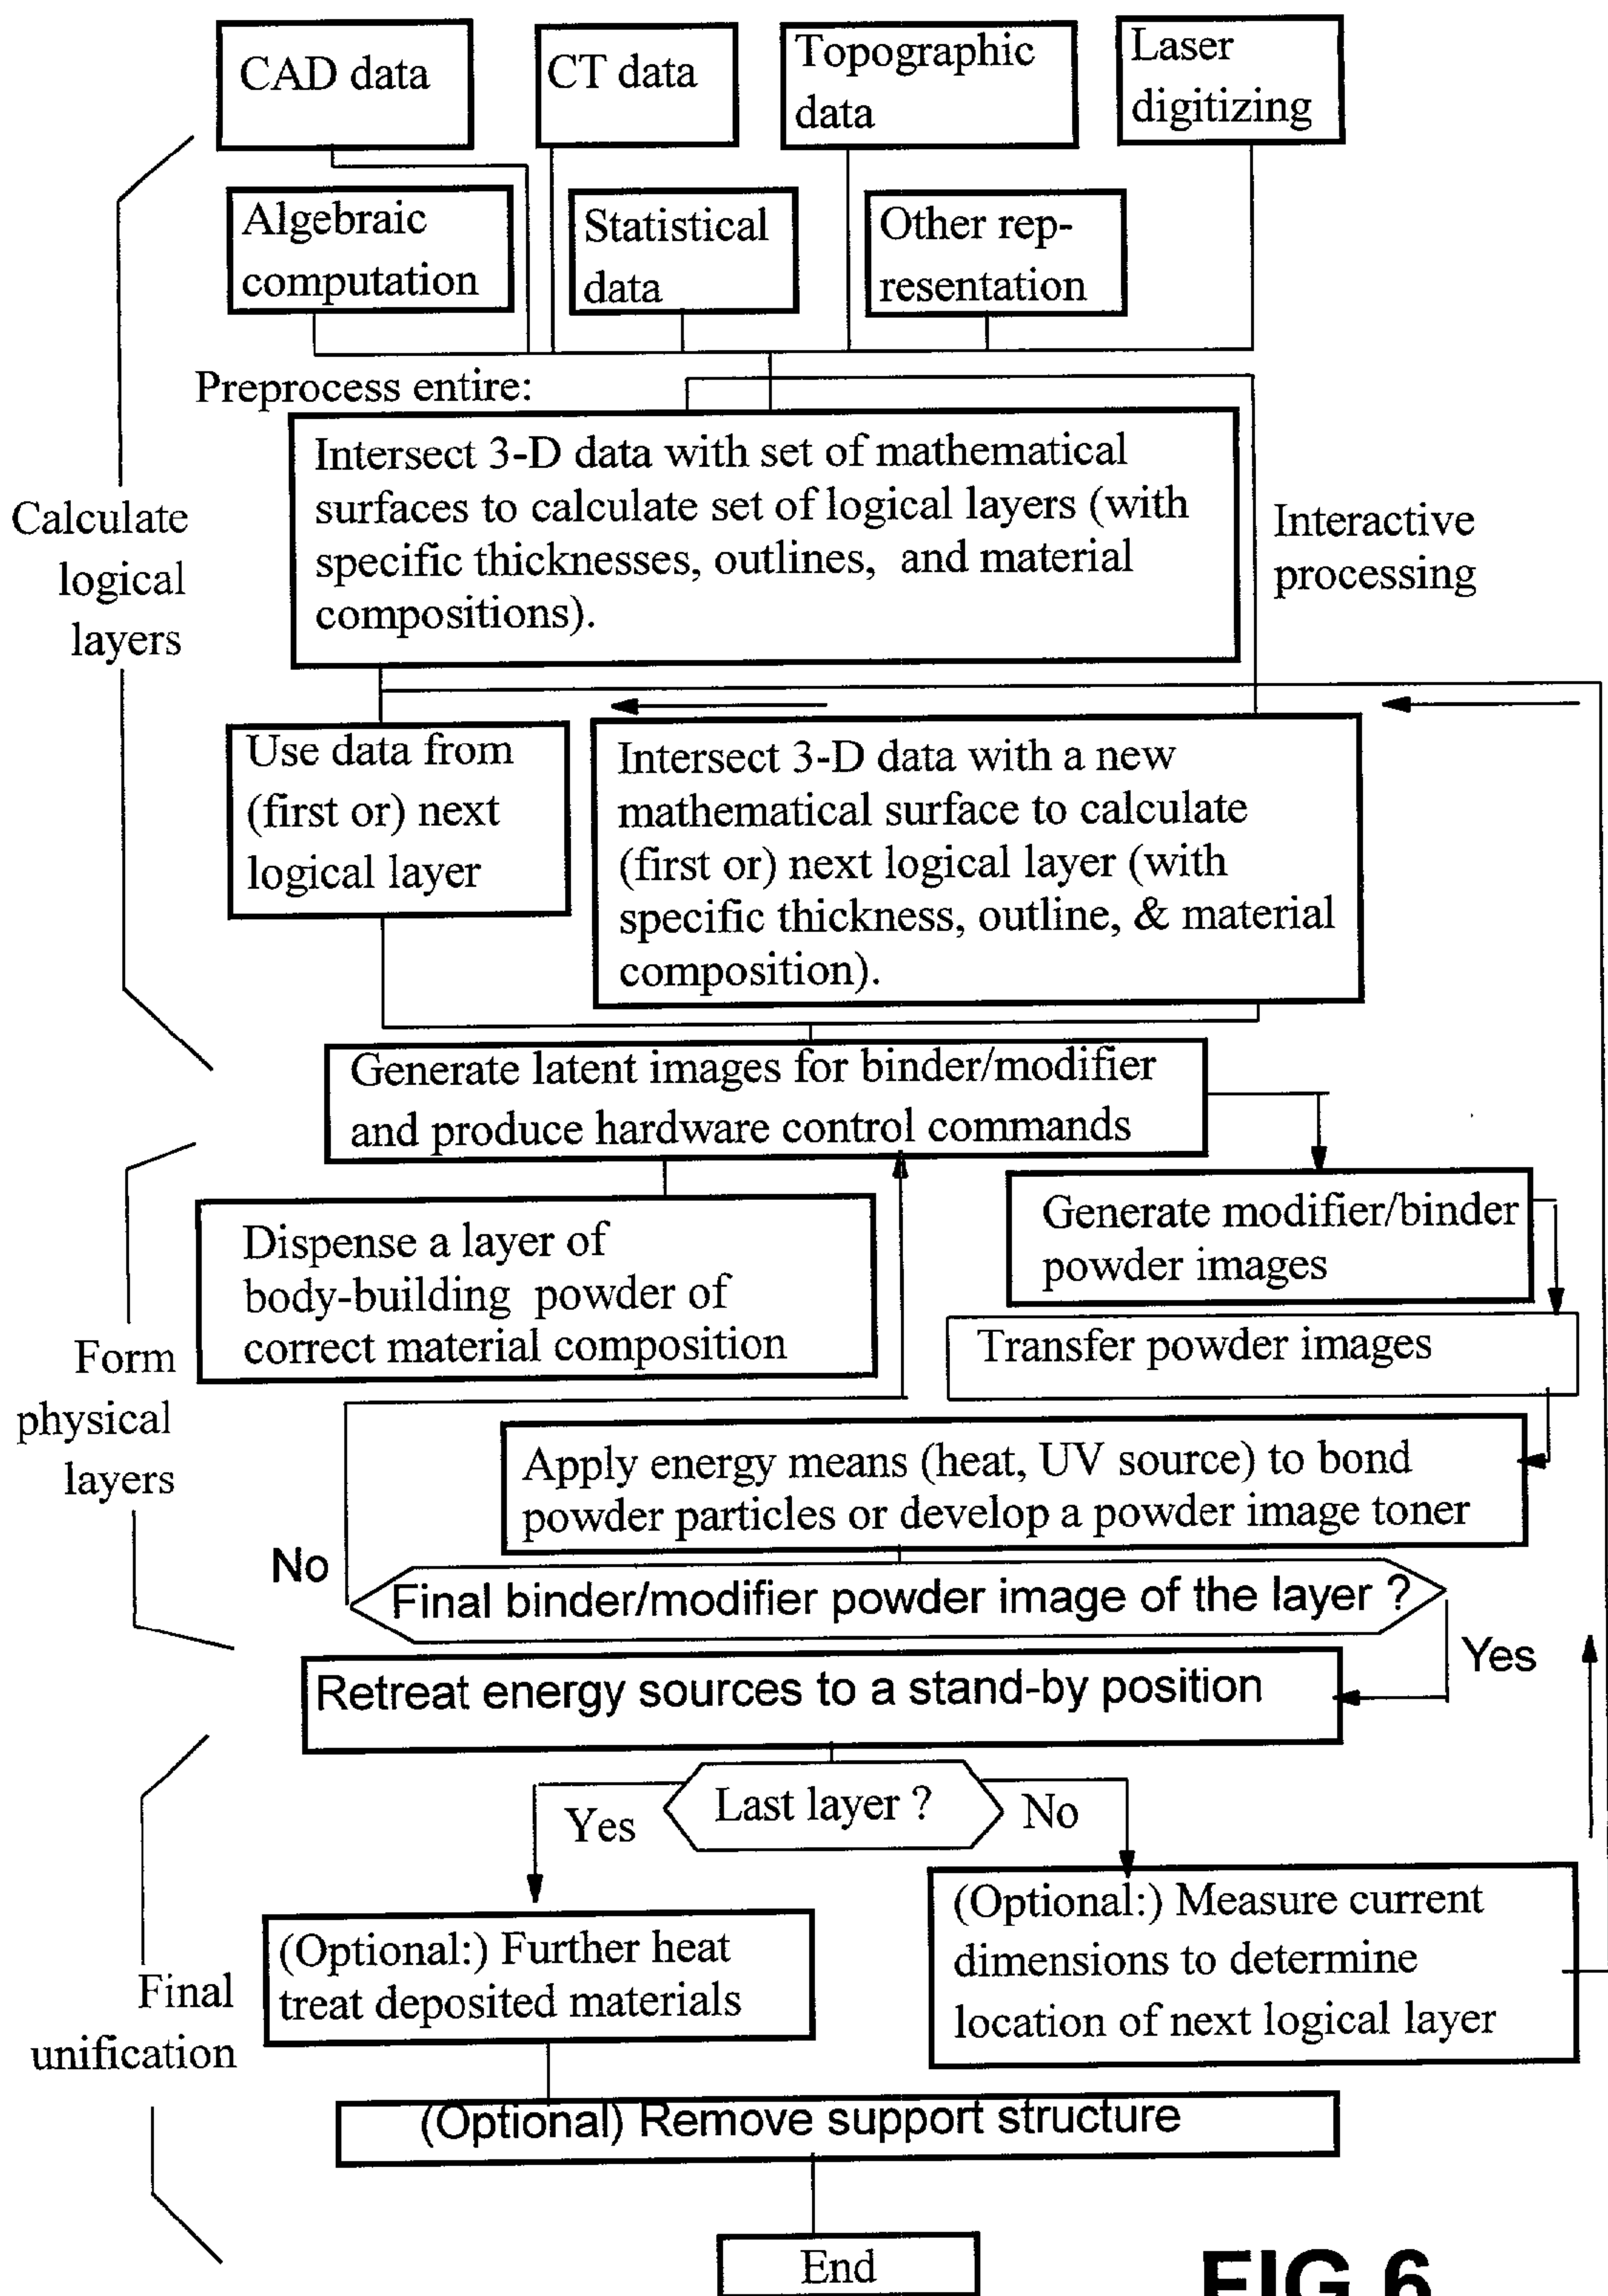 CAD data
CT data
Topographic
data
Laser
digitizing
Algebraic
computation
Statistical
data
Other rep-
resentation
Preprocess entire:
Intersect 3-D data with set of mathematical
surfaces to calculate set of logical layers (with
specific thicknesses, outlines, and material
compositions).
Calculate
logical
layers
Interactive
processing
Use data from
(first or) next
logical layer
Intersect 3-D data with a new
mathematical surface to calculate
(first or) next logical layer (with
specific thickness, outline, & material
composition).
Generate latent images for binder/modifier
and produce hardware control commands
Dispense a layer of
body-building powder of
correct material composition
Generate modifier/binder
powder images
Transfer powder images
Form
physical
layers
Apply energy means (heat, UV source) to bond
powder particles or develop a powder image toner
No
Final binder/modifier powder image of the layer ?
Yes
Retreat energy sources to a stand-by position
Last layer ?
Yes
No
(Optional:) Further heat
treat deposited materials
(Optional:) Measure current
dimensions to determine
location of next logical layer
Final
unification
(Optional) Remove support structure
End
FIG 6